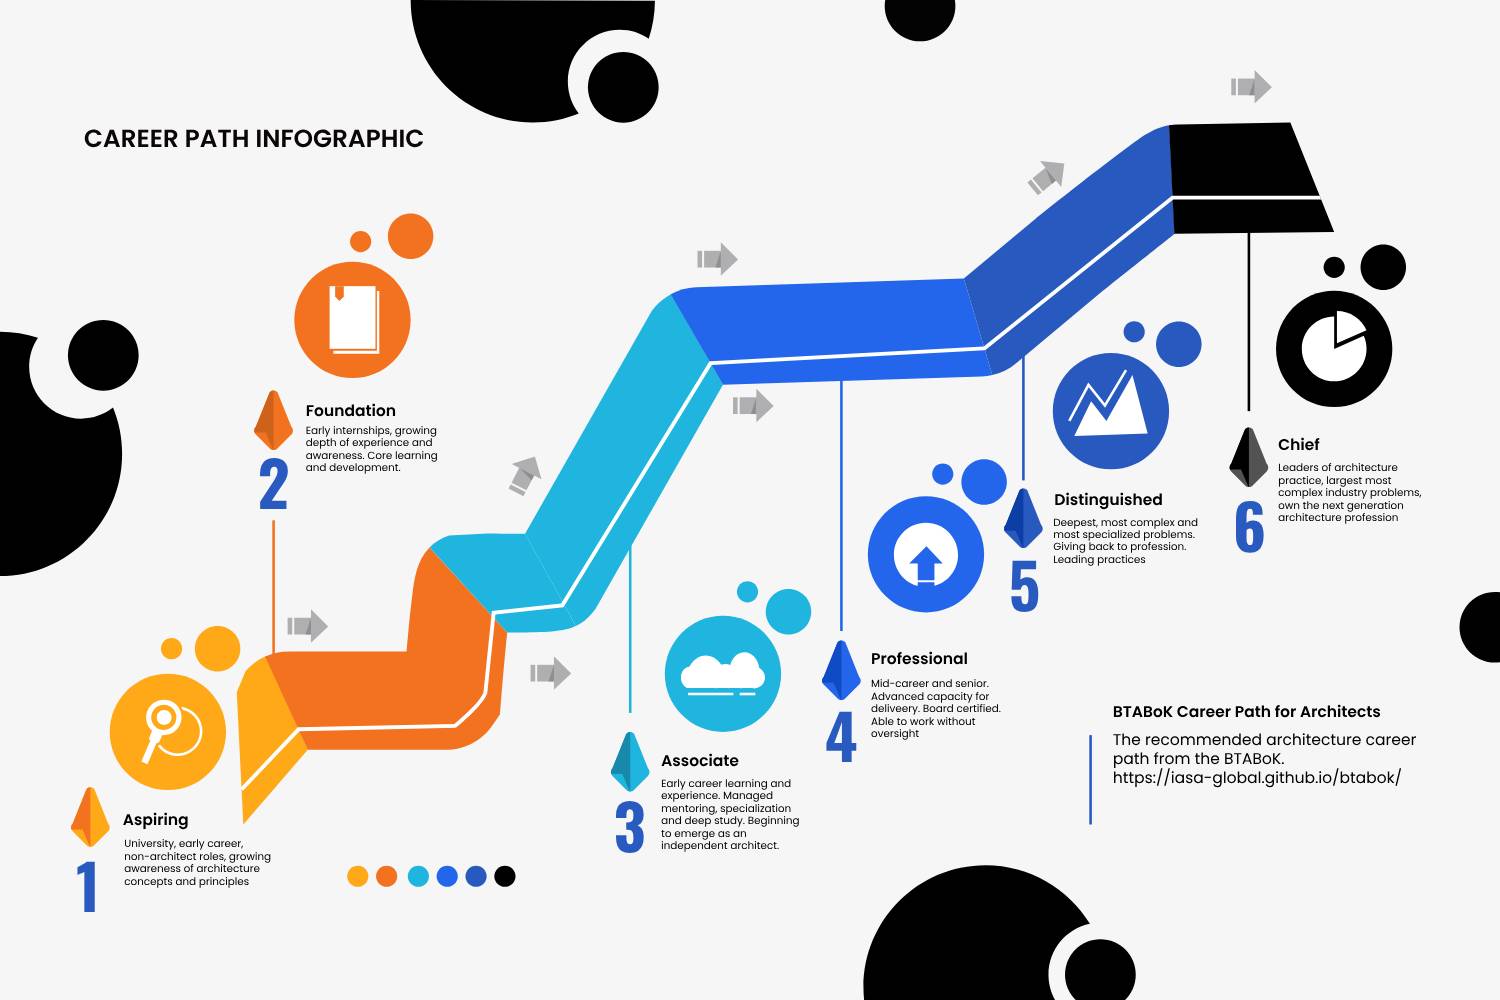 CAREER PATH INFOGRAPHIC
1
Aspiring
University, early career,
non-architect roles, growing
awareness of architecture
concepts and principles
2
Foundation
Early internships, growing
depth of experience and
awareness. Core learning
and development.
3
Associate
Early career learning and
experience. Managed
mentoring, specialization
and deep study. Beginning
to emerge as an
independent architect.
4
Professional
Mid-career and senior.
Advanced capacity for
deliveery. Board certified.
Able to work without
oversight
5
Distinguished
Deepest, most complex and
most specialized problems.
Giving back to profession.
Leading practices
6
Chief
Leaders of architecture
practice, largest most
complex industry problems,
own the next generation
architecture profession
BTABoK Career Path for Architects
The recommended architecture career
path from the BTABoK.
https://iasa-global.github.io/btabok/